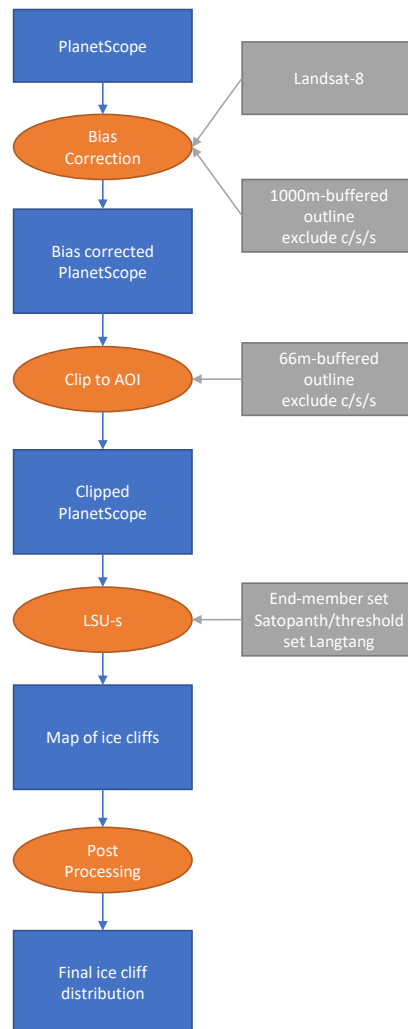 PlanetScope
Landsat-8
Bias
Correction
1000m-buffered
outline
exclude c/s/s
Bias corrected
PlanetScope
Clip to AOI
66m-buffered
outline
exclude c/s/s
Clipped
PlanetScope
LSU-s
End-member set
Satopanth/threshold
set Langtang
Map of ice cliffs
Post
Processing
Final ice cliff
distribution